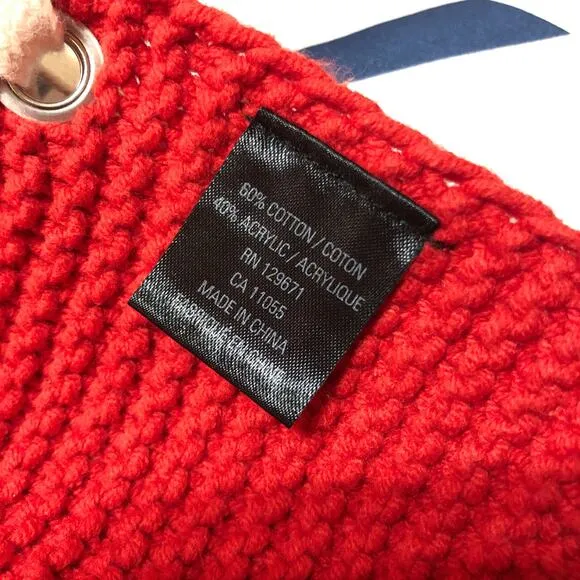 60% COTTON / COTON
40% ACRYLIC / ACRYLIQUE
RN 129671
CA 11055
MADE IN CHINA
FABRIQUÉ EN CHINE